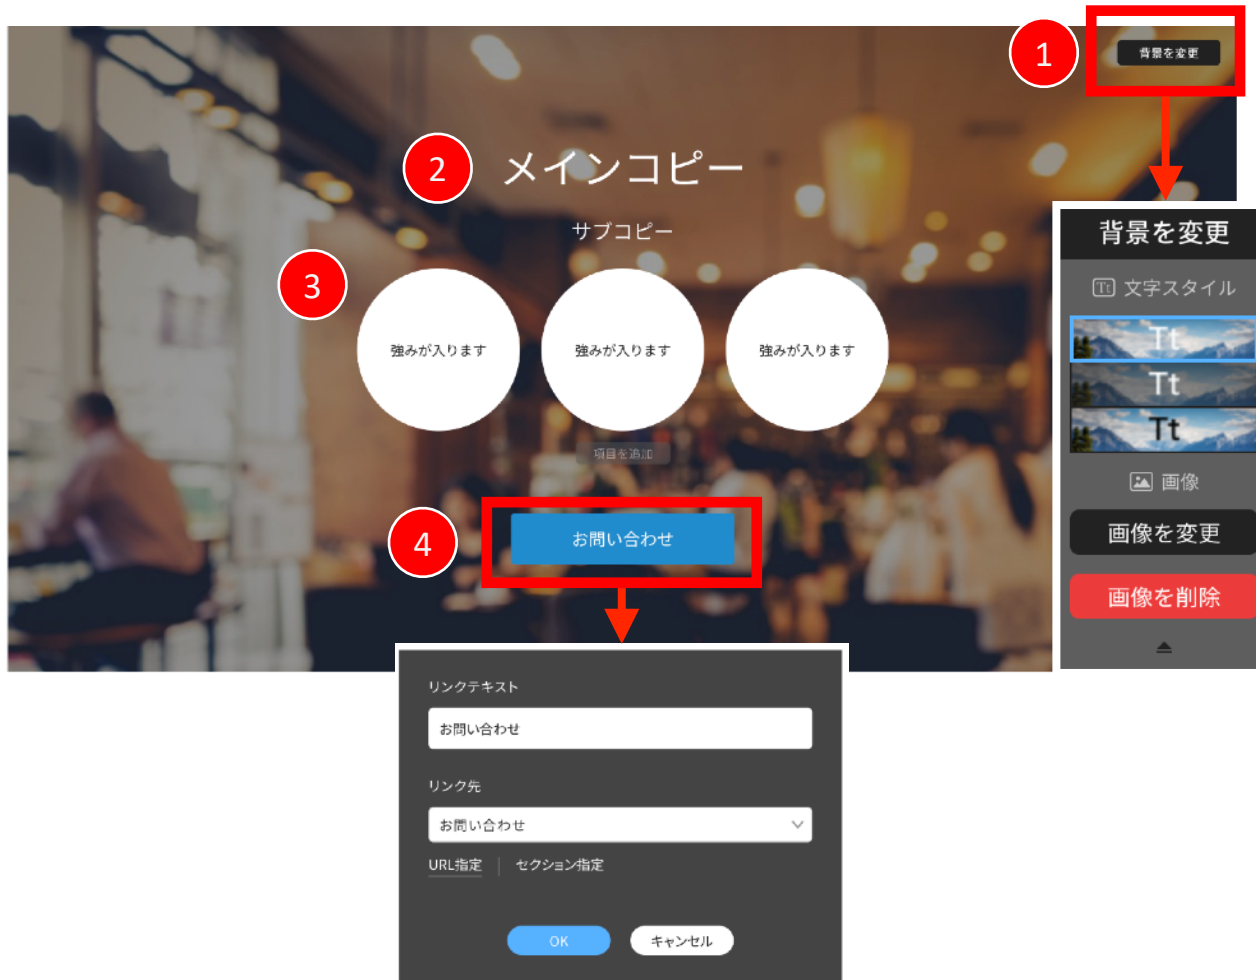 1
背景を変更
2
メインコピー
サブコピー
3
強みが入ります
強みが入ります
強みが入ります
項目を追加
4
お問い合わせ
背景を変更
Tt 文字スタイル
Tt
Tt
Tt
画像
画像を変更
画像を削除
リンクテキスト
お問い合わせ
リンク先
お問い合わせ
URL指定 | セクション指定
OK キャンセル